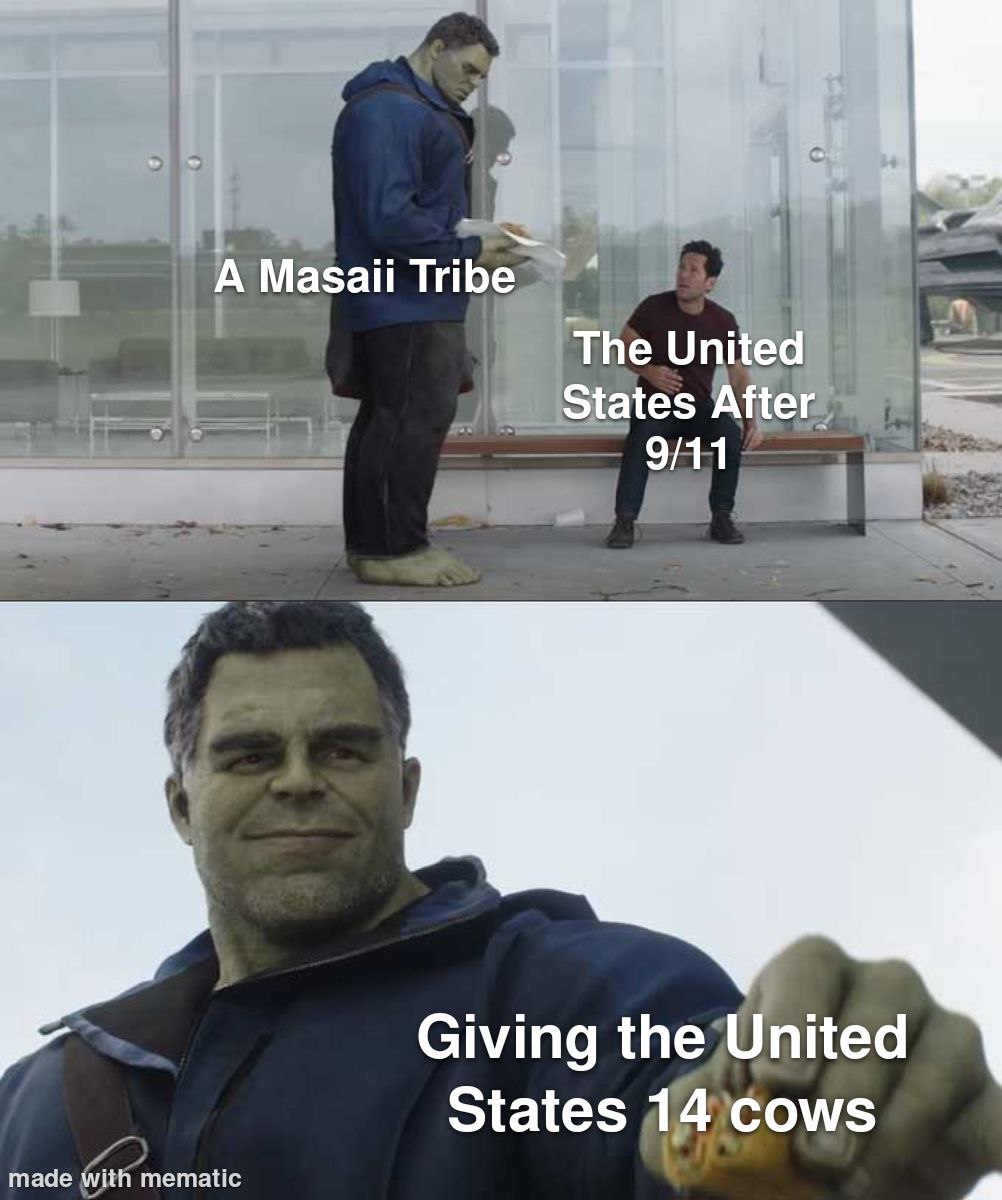 A Masaii Tribe
The United
States After
9/11
Giving the United
States 14 cows
made with mematic